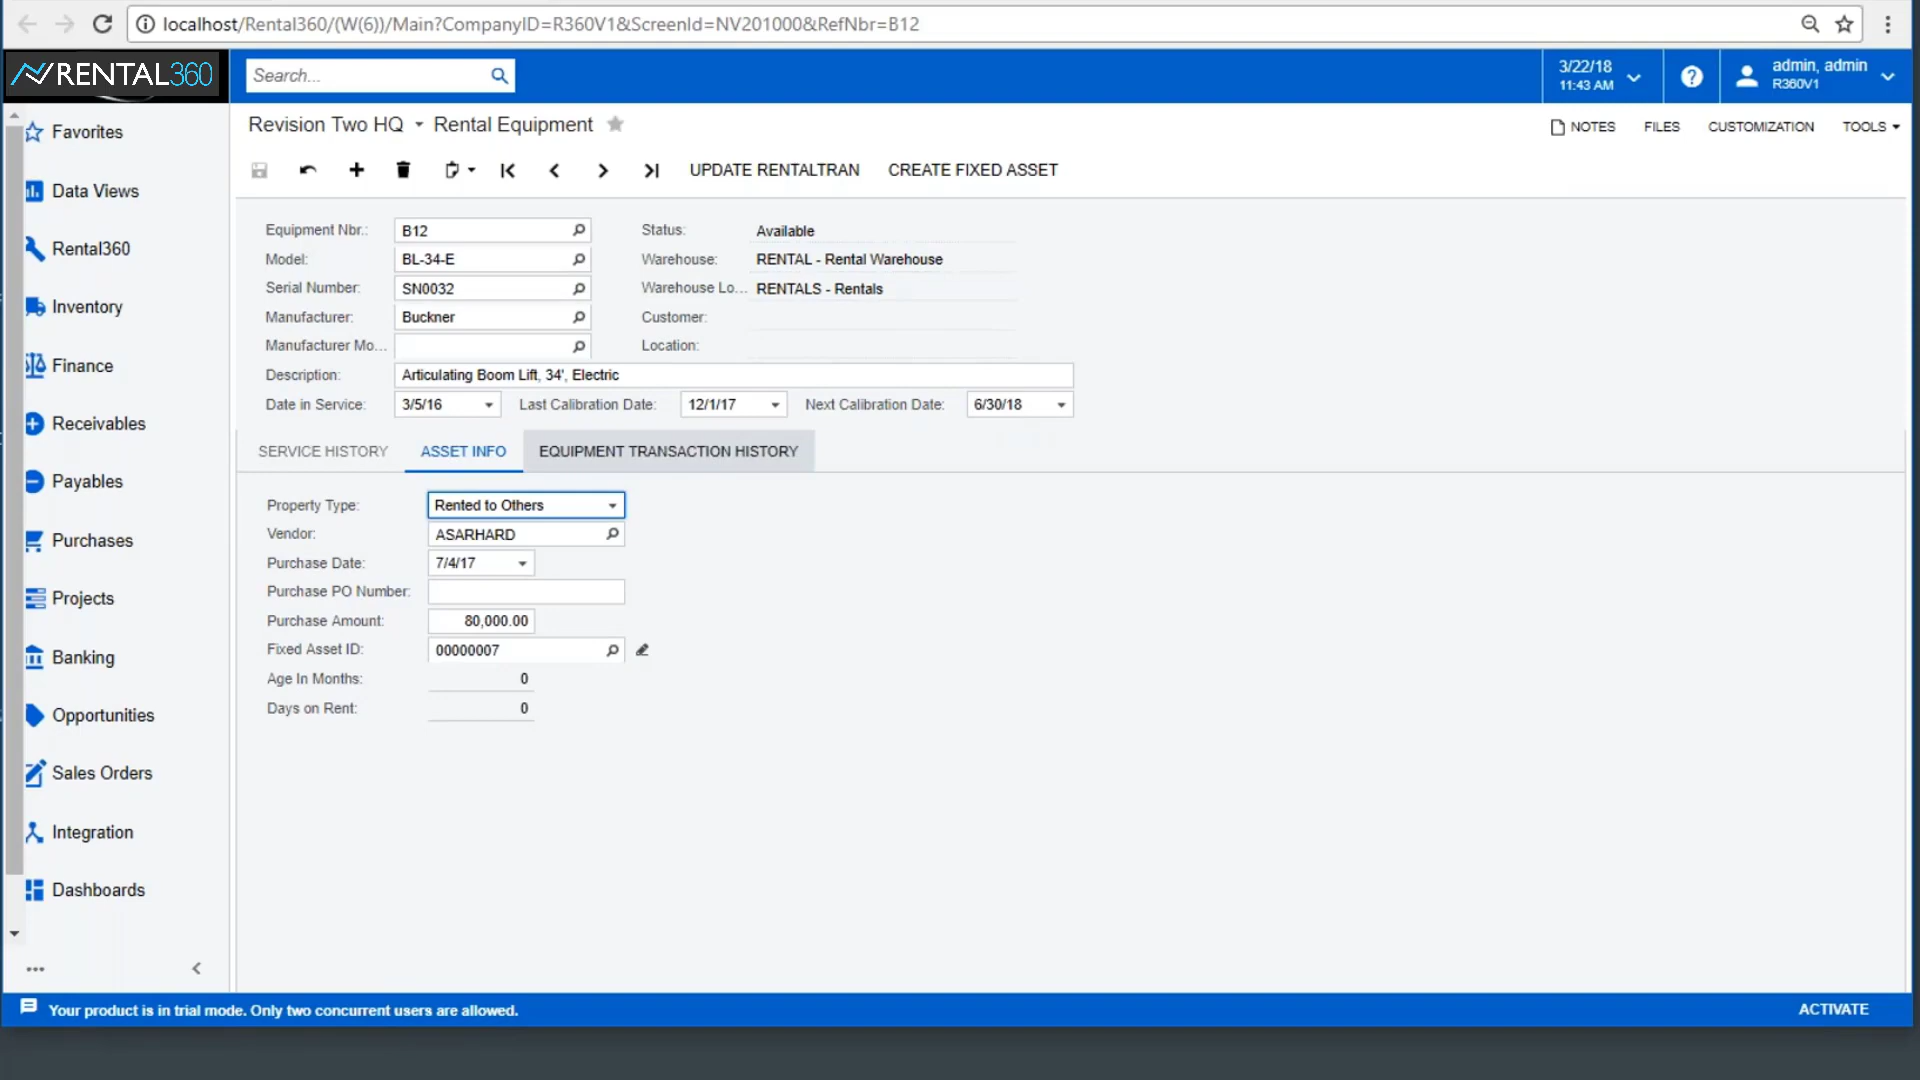 localhost/Rental360/(W(6))/Main?CompanyID=R360V1&ScreenId=NV201000&RefNbr=B12
RENTAL360
Search...
3/22/18
11:43 AM
?
admin, admin
R360V1
Favorites
Data Views
Rental360
Inventory
Finance
Receivables
Payables
Purchases
Projects
Banking
Opportunities
Sales Orders
Integration
Dashboards
Revision Two HQ Rental Equipment
NOTES FILES CUSTOMIZATION TOOLS
UPDATE RENTALTRAN CREATE FIXED ASSET
Equipment Nbr.: B12 Status: Available
Model: BL-34-E Warehouse: RENTAL - Rental Warehouse
Serial Number: SN0032 Warehouse Lo... RENTALS - Rentals
Manufacturer: Buckner Customer:
Manufacturer Mo... Location:
Description: Articulating Boom Lift, 34', Electric
Date in Service: 3/5/16 Last Calibration Date: 12/1/17 Next Calibration Date: 6/30/18
SERVICE HISTORY ASSET INFO EQUIPMENT TRANSACTION HISTORY
Property Type: Rented to Others
Vendor: ASARHARD
Purchase Date: 7/4/17
Purchase PO Number:
Purchase Amount: 80,000.00
Fixed Asset ID: 00000007
Age In Months: 0
Days on Rent: 0
Your product is in trial mode. Only two concurrent users are allowed.
ACTIVATE